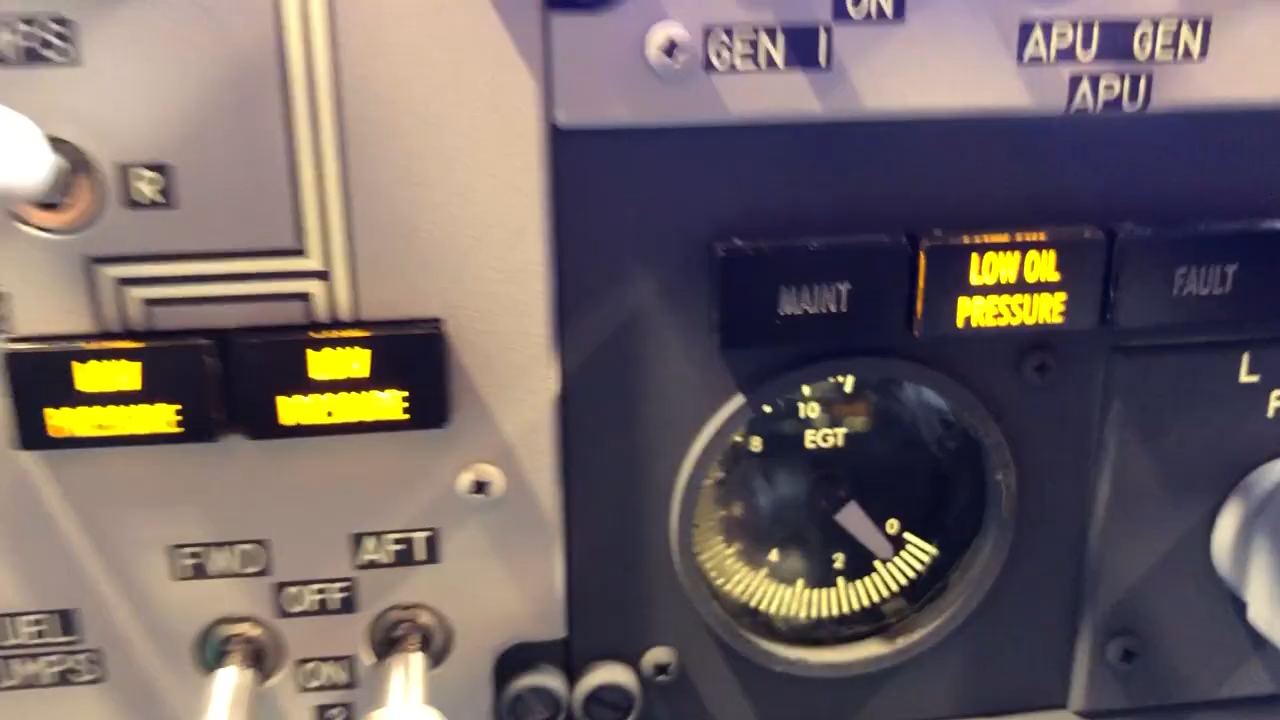 ON
GEN 1
APU GEN
APU
R
MAINT
LOW OIL
PRESSURE
FAULT
LOW
PRESSURE
LOW
PRESSURE
10
8
EGT
0
4
2
L
FWD
AFT
OFF
ON